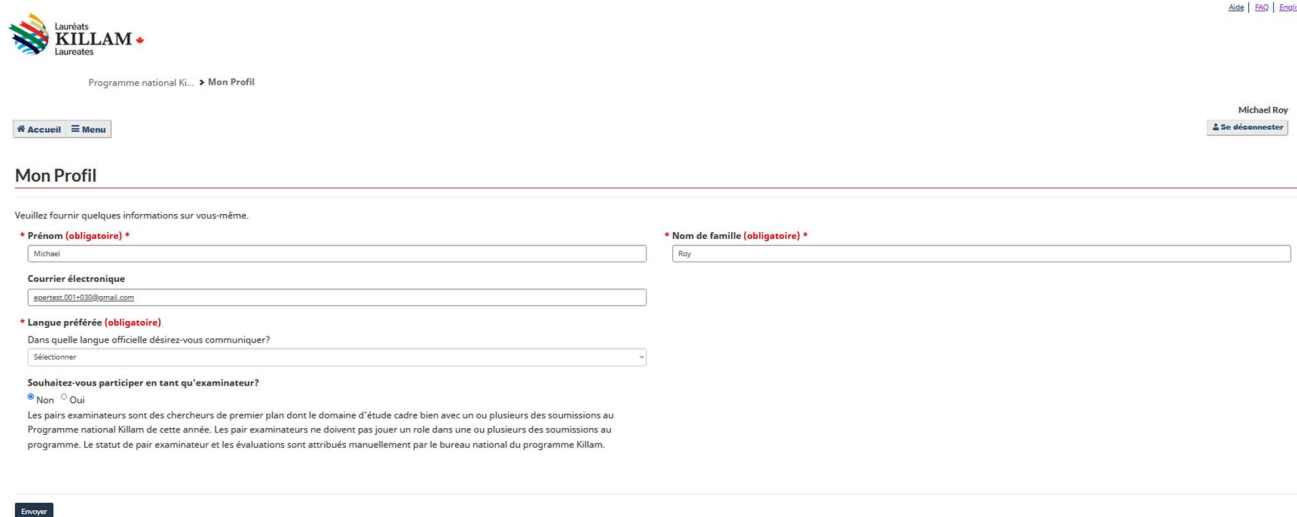 Aide | FAQ | Engli
Lauréats
KILLAM
Laureates
Programme national Ki... > Mon Profil
Michael Roy
Accueil Menu
Se déconnecter
Mon Profil
Veuillez fournir quelques informations sur vous-même.
* Prénom (obligatoire) * * Nom de famille (obligatoire) *
Michael Roy
Courrier électronique
epertest.001+030@gmail.com
* Langue préférée (obligatoire)
Dans quelle langue officielle désirez-vous communiquer?
Sélectionner
Souhaitez-vous participer en tant qu'examinateur?
Non Oui
Les pairs examinateurs sont des chercheurs de premier plan dont le domaine d'étude cadre bien avec un ou plusieurs des soumissions au
Programme national Killam de cette année. Les pair examinateurs ne doivent pas jouer un role dans une ou plusieurs des soumissions au
programme. Le statut de pair examinateur et les évaluations sont attribués manuellement par le bureau national du programme Killam.
Envoyer